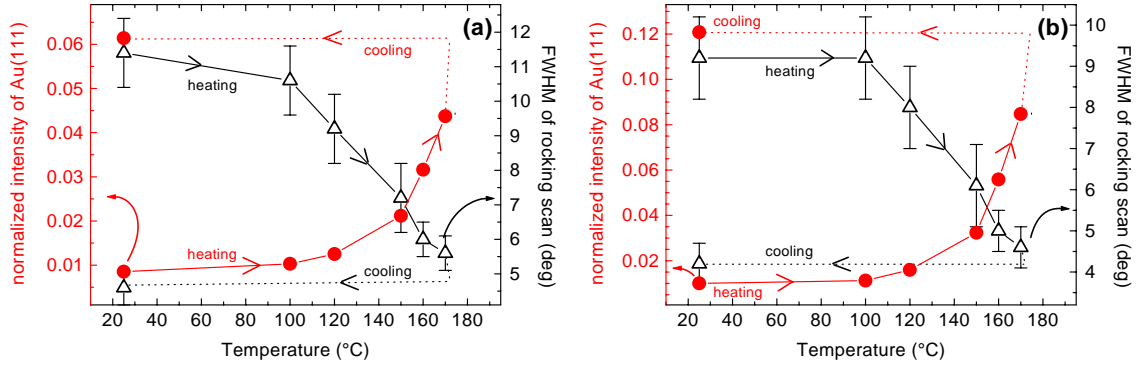 (a)
normalized intensity of Au(111)
0.06
0.05
0.04
0.03
0.02
0.01
cooling
heating
heating
cooling
12
11
10
9
8
7
6
5
FWHM of rocking scan (deg)
20 40 60 80 100 120 140 160 180
Temperature (°C)
(b)
normalized intensity of Au(111)
0.12
0.10
0.08
0.06
0.04
0.02
cooling
heating
cooling
heating
10
9
8
7
6
5
4
FWHM of rocking scan (deg)
20 40 60 80 100 120 140 160 180
Temperature (°C)